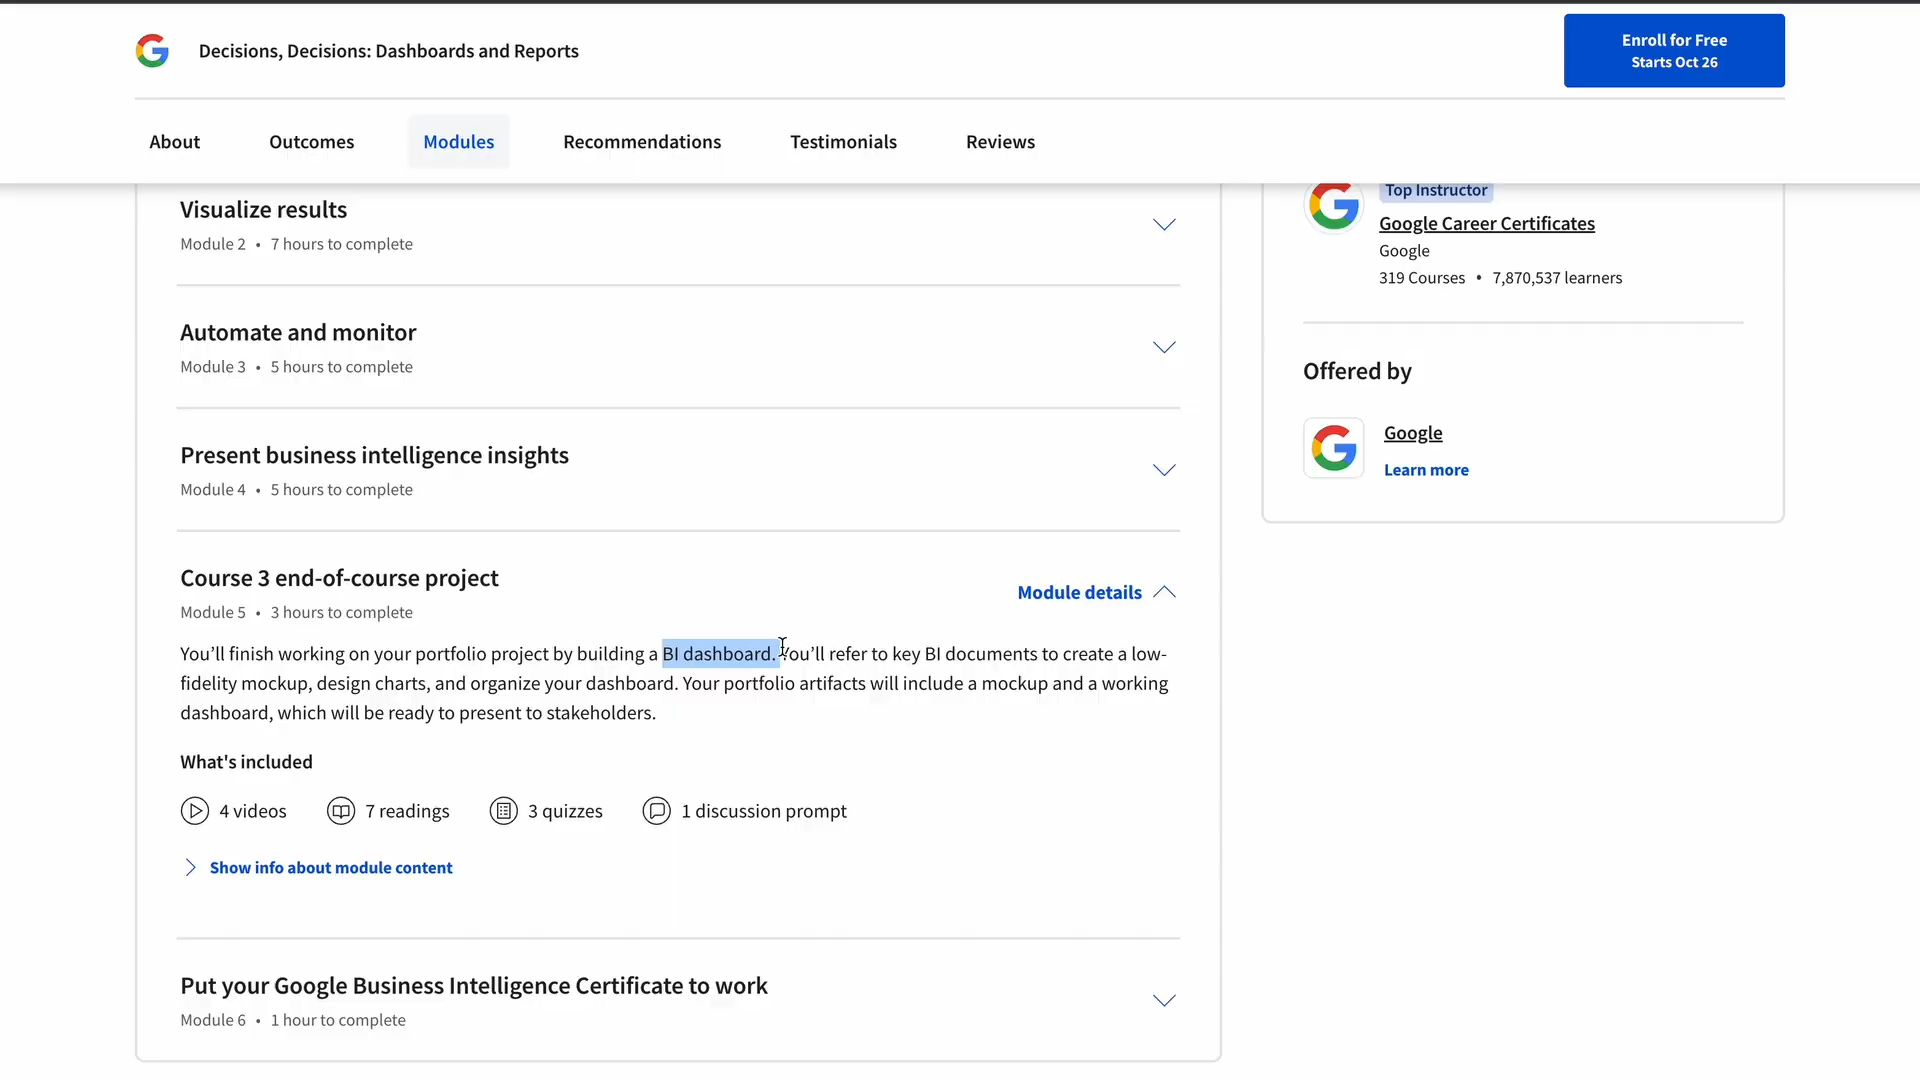 Decisions, Decisions: Dashboards and Reports
Enroll for Free
Starts Oct 26
About
Outcomes
Modules
Recommendations
Testimonials
Reviews
Visualize results
Module 2 • 7 hours to complete
Automate and monitor
Module 3 • 5 hours to complete
Present business intelligence insights
Module 4 • 5 hours to complete
Course 3 end-of-course project
Module details
Module 5 • 3 hours to complete
You’ll finish working on your portfolio project by building a BI dashboard. You’ll refer to key BI documents to create a low-
fidelity mockup, design charts, and organize your dashboard. Your portfolio artifacts will include a mockup and a working
dashboard, which will be ready to present to stakeholders.
What's included
4 videos
7 readings
3 quizzes
1 discussion prompt
Show info about module content
Put your Google Business Intelligence Certificate to work
Module 6 • 1 hour to complete
Top Instructor
Google Career Certificates
Google
319 Courses • 7,870,537 learners
Offered by
Google
Learn more